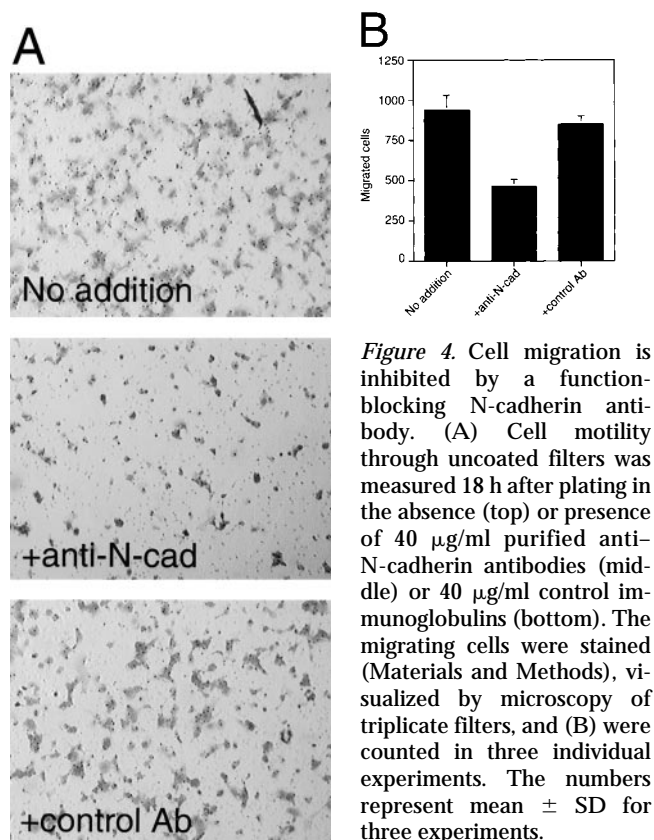 A
No addition
+anti-N-cad
+control Ab
B
1250
1000
750
500
250
0
Migrated cells
No addition
+anti-N-cad
+control Ab
Figure 4. Cell migration is
inhibited by a function-
blocking N-cadherin anti-
body. (A) Cell motility
through uncoated filters was
measured 18 h after plating in
the absence (top) or presence
of 40 μg/ml purified anti–
N-cadherin antibodies (mid-
dle) or 40 μg/ml control im-
munoglobulins (bottom). The
migrating cells were stained
(Materials and Methods), vi-
sualized by microscopy of
triplicate filters, and (B) were
counted in three individual
experiments. The numbers
represent mean ± SD for
three experiments.